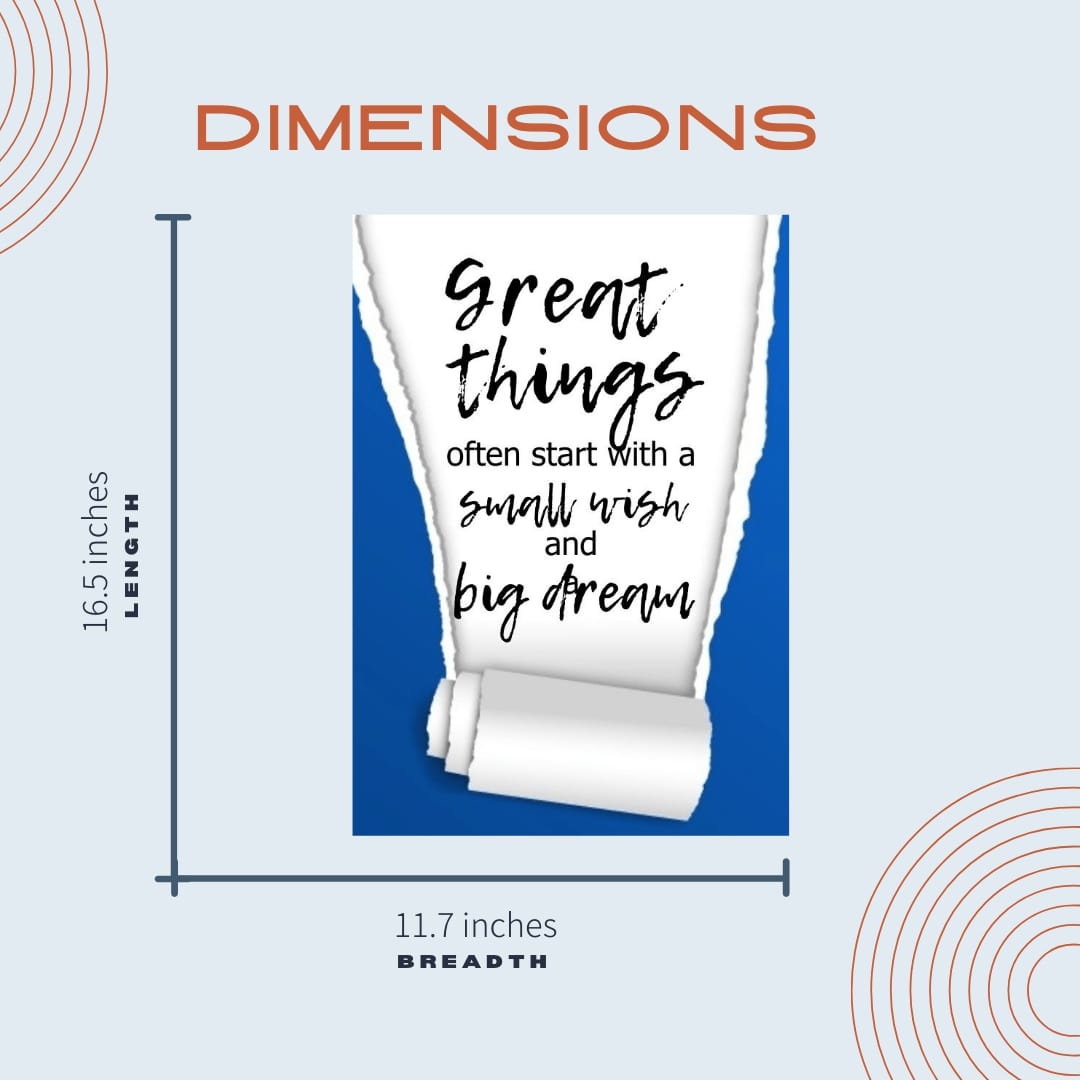 DIMENSIONS
Great
things
often start with a
small wish
and
a
big dream
16.5 inches
LENGTH
11.7 inches
BREADTH